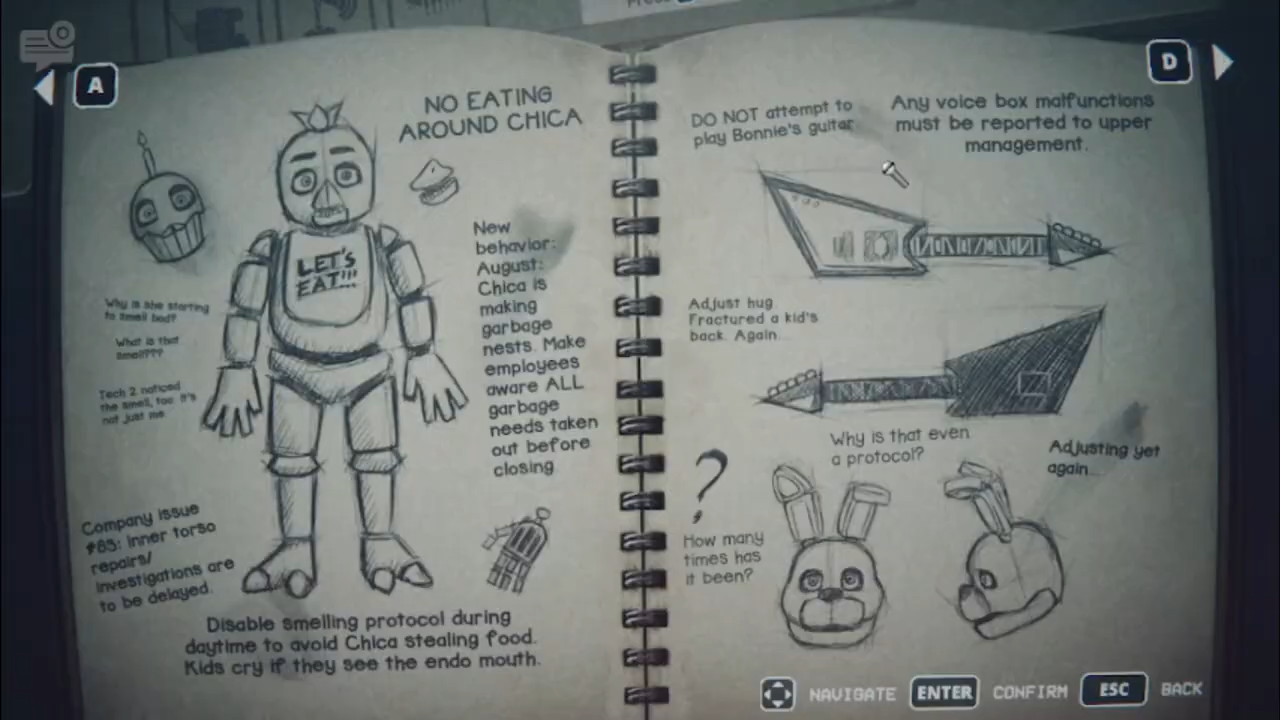 Press
A
D
NO EATING
AROUND CHICA
LET'S
EAT!!!
New
behavior:
August:
Chica is
making
garbage
nests. Make
employees
aware ALL
garbage
needs taken
out before
closing.
Why is she starting
to smell bad?
What is that
smell???
Tech 2 noticed
the smell, too. It's
not just me.
Company issue
#85: Inner torso
repairs/
investigations are
to be delayed.
Disable smelling protocol during
daytime to avoid Chica stealing food.
Kids cry if they see the endo mouth.
DO NOT attempt to
play Bonnie's guitar
Any voice box malfunctions
must be reported to upper
management.
Adjust hug.
Fractured a kid's
back. Again...
Why is that even
a protocol?
Adjusting yet
again...
?
How many
times has
it been?
NAVIGATE ENTER CONFIRM ESC BACK